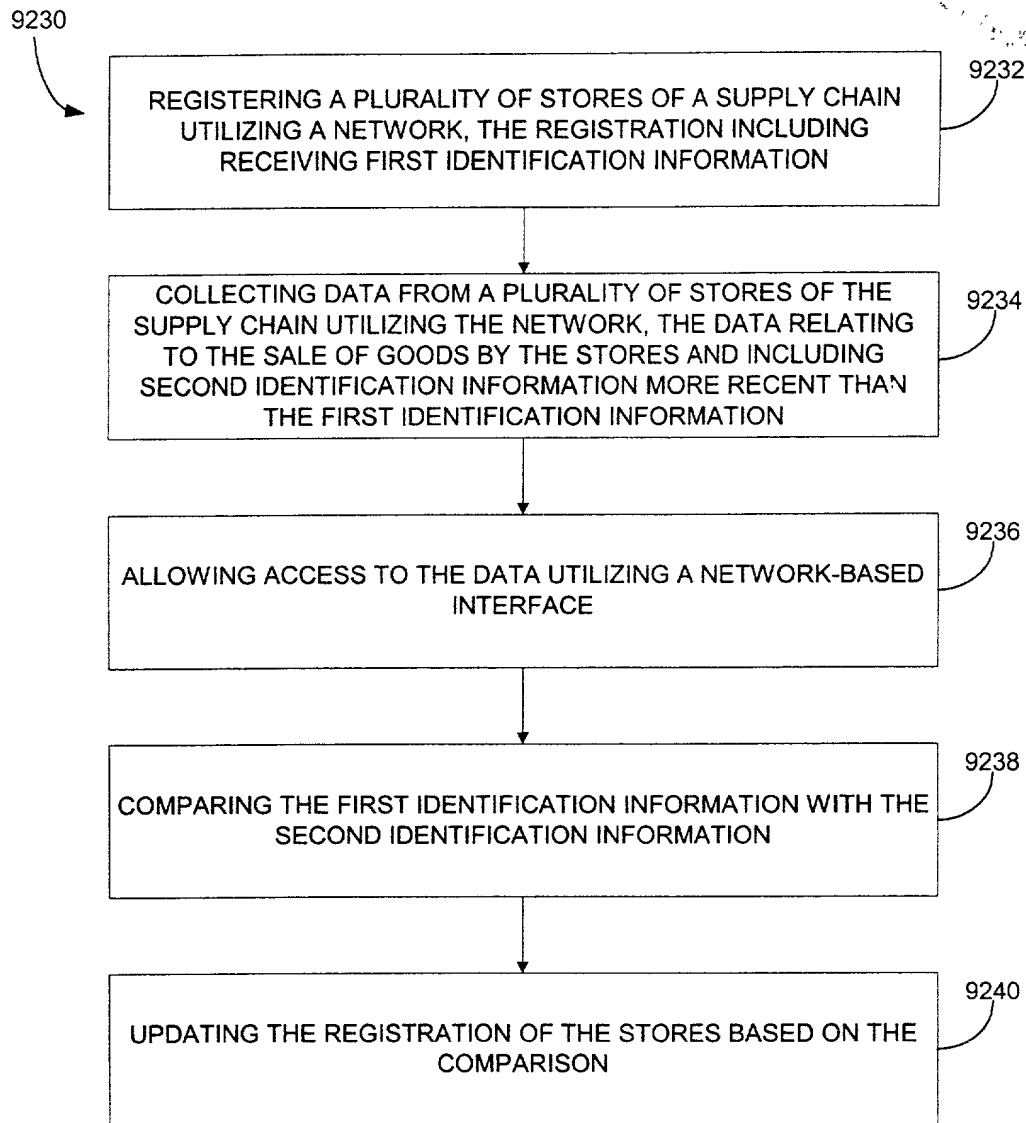 9230
9232
REGISTERING A PLURALITY OF STORES OF A SUPPLY CHAIN
UTILIZING A NETWORK, THE REGISTRATION INCLUDING
RECEIVING FIRST IDENTIFICATION INFORMATION
9234
COLLECTING DATA FROM A PLURALITY OF STORES OF THE
SUPPLY CHAIN UTILIZING THE NETWORK, THE DATA RELATING
TO THE SALE OF GOODS BY THE STORES AND INCLUDING
SECOND IDENTIFICATION INFORMATION MORE RECENT THAN
THE FIRST IDENTIFICATION INFORMATION
9236
ALLOWING ACCESS TO THE DATA UTILIZING A NETWORK-BASED
INTERFACE
9238
COMPARING THE FIRST IDENTIFICATION INFORMATION WITH THE
SECOND IDENTIFICATION INFORMATION
9240
UPDATING THE REGISTRATION OF THE STORES BASED ON THE
COMPARISON